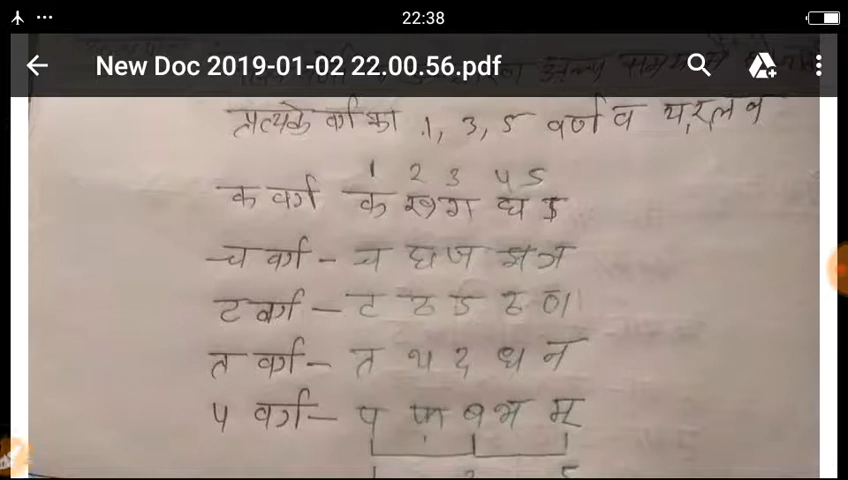 22:38
New Doc 2019-01-02 22.00.56.pdf
प्रत्यके वर्ग का 1, 3, 5 वर्ण व य,र,ल व
1 2 3 4 5
क वर्ग क ख ग घ ङ
च वर्ग - च छ ज झ ञ
ट वर्ग - ट ठ ड ढ ण
त वर्ग - त थ द ध न
प वर्ग - प फ ब भ म